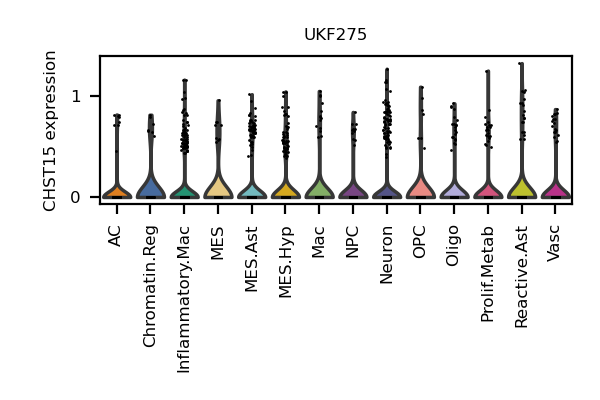 UKF275
CHST15 expression
1
0
AC
Chromatin.Reg
Inflammatory.Mac
MES
MES.Ast
MES.Hyp
Mac
NPC
Neuron
OPC
Oligo
Prolif.Metab
Reactive.Ast
Vasc